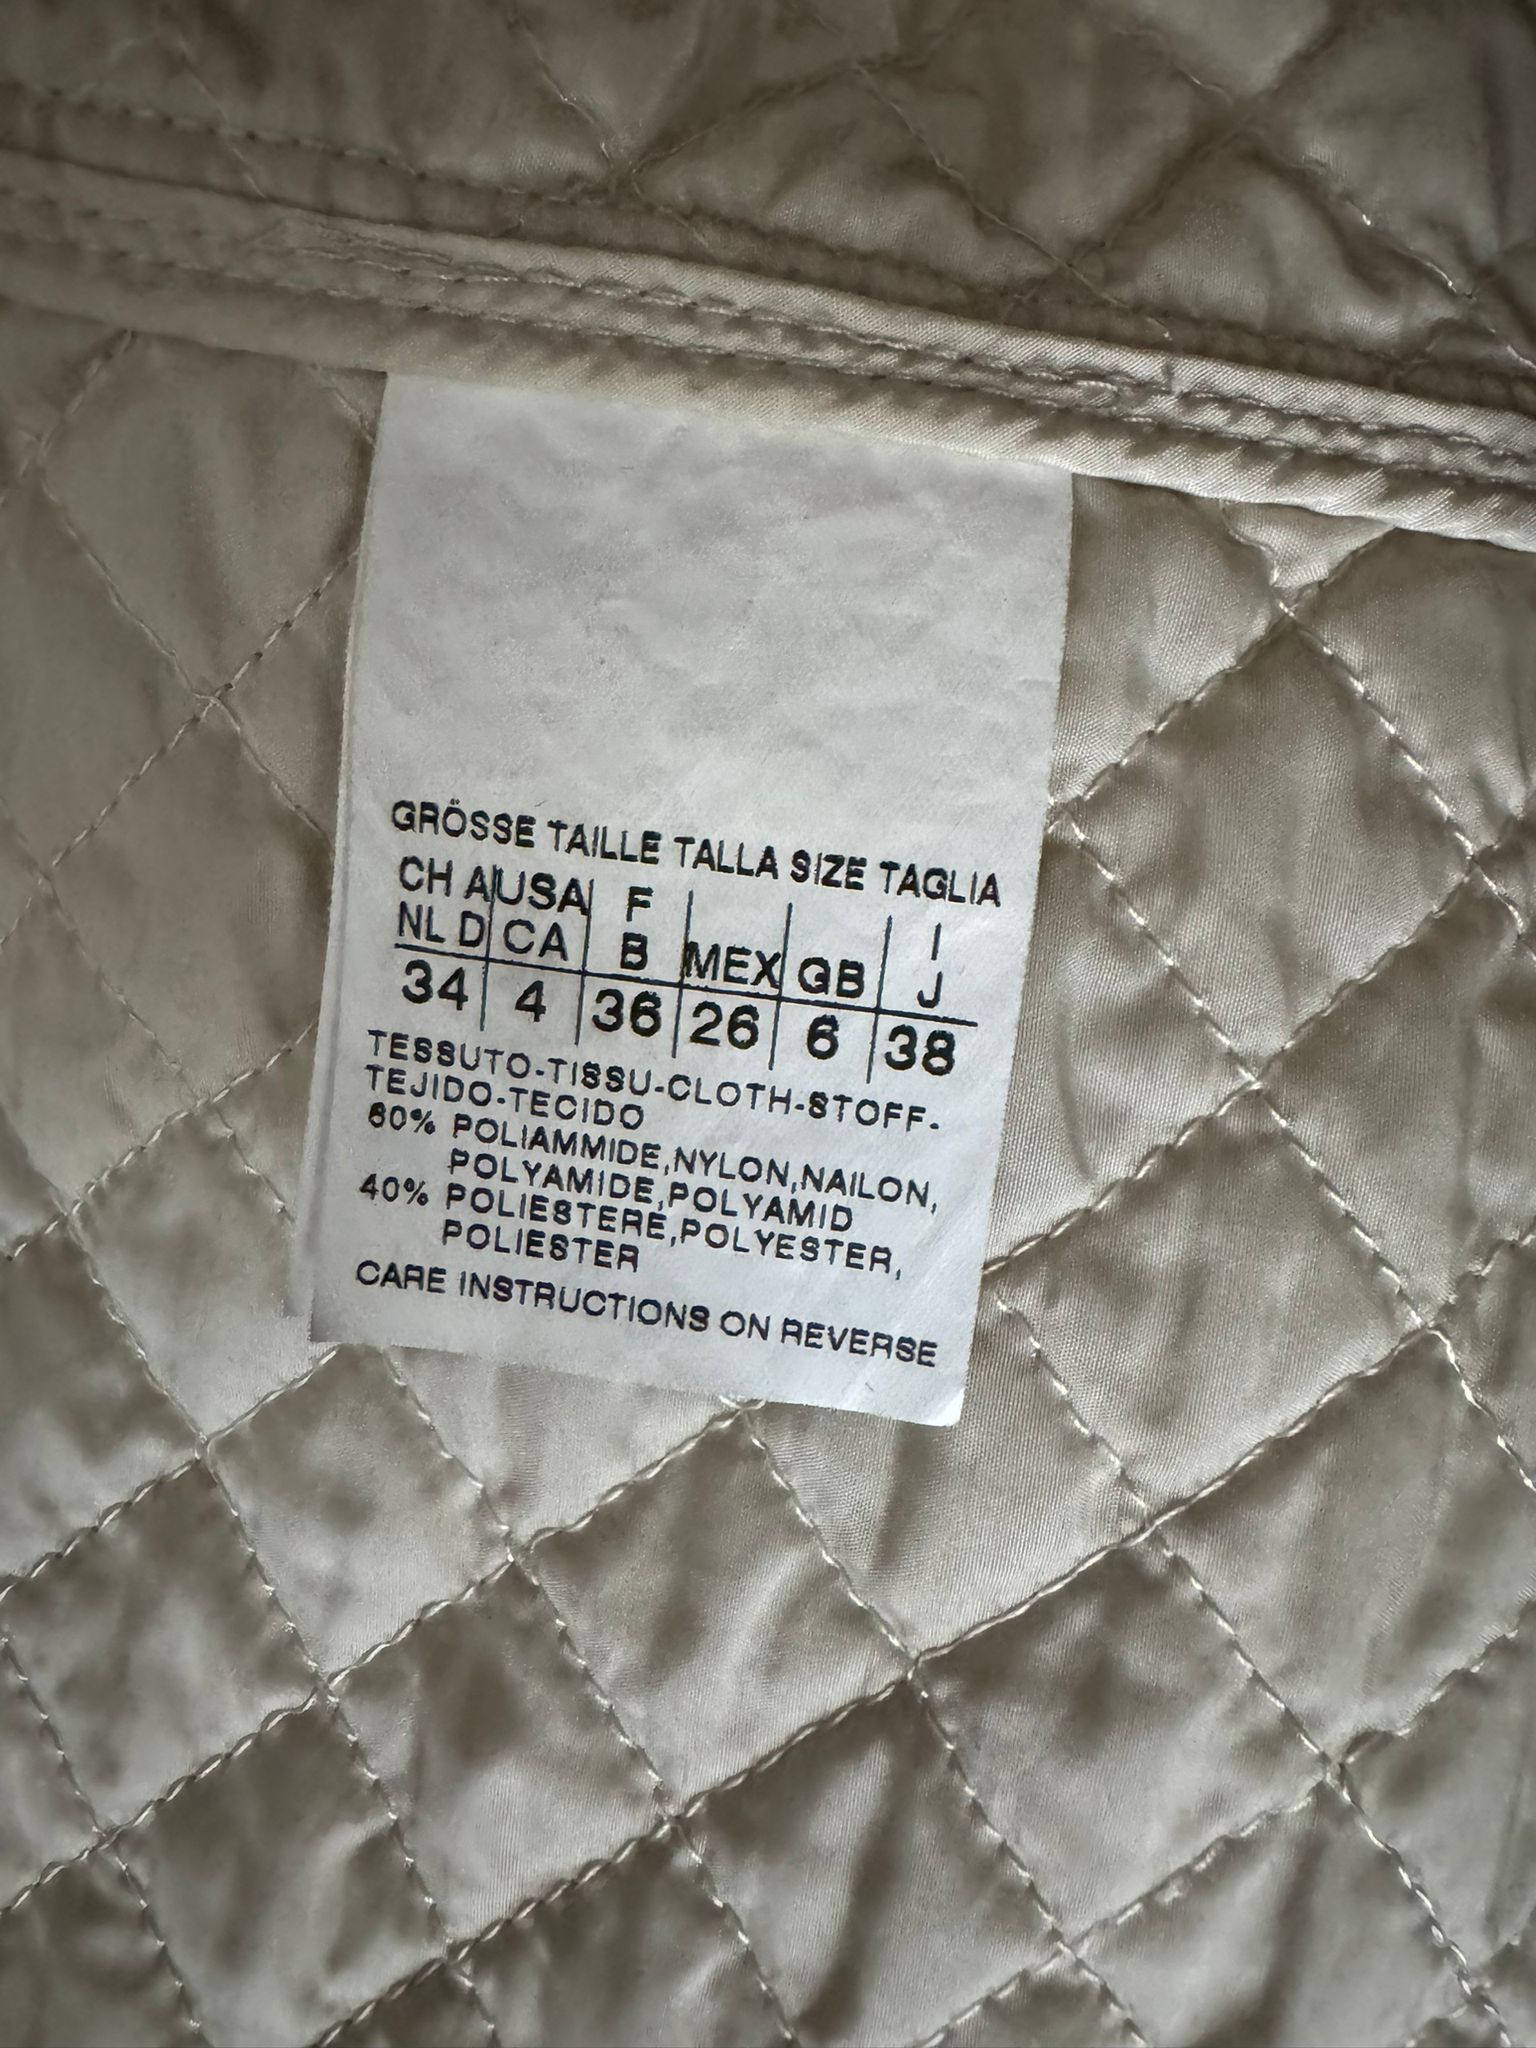 GRÖSSE TAILLE TALLA SIZE TAGLIA
CH A USA F I
NL D CA B MEX GB J
34 4 36 26 6 38
TESSUTO-TISSU-CLOTH-STOFF-
TEJIDO-TECIDO
60% POLIAMMIDE,NYLON,NAILON,
POLYAMIDE,POLYAMID
40% POLIESTERE,POLYESTER,
POLIESTER
CARE INSTRUCTIONS ON REVERSE